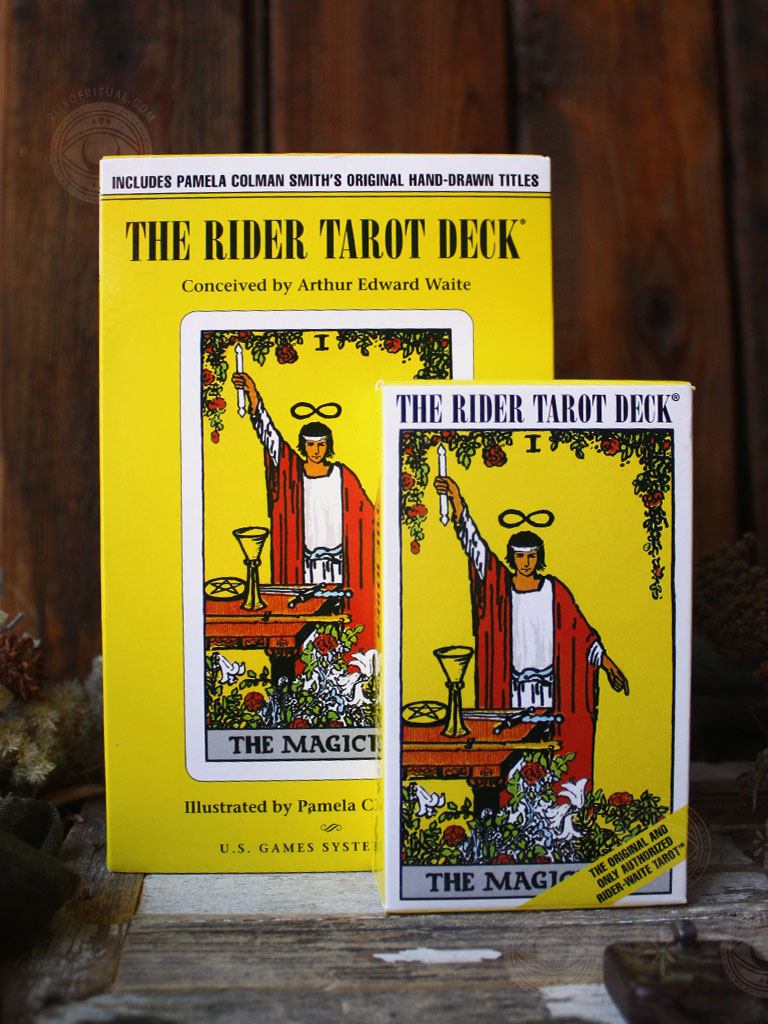 RITEOFRITUAL.COM
INCLUDES PAMELA COLMAN SMITH'S ORIGINAL HAND-DRAWN TITLES
THE RIDER TAROT DECK®
Conceived by Arthur Edward Waite
I
THE MAGICI
Illustrated by Pamela C
U.S. GAMES SYSTE
THE RIDER TAROT DECK®
I
THE MAGIC
THE ORIGINAL AND
ONLY AUTHORIZED
RIDER-WAITE TAROT™